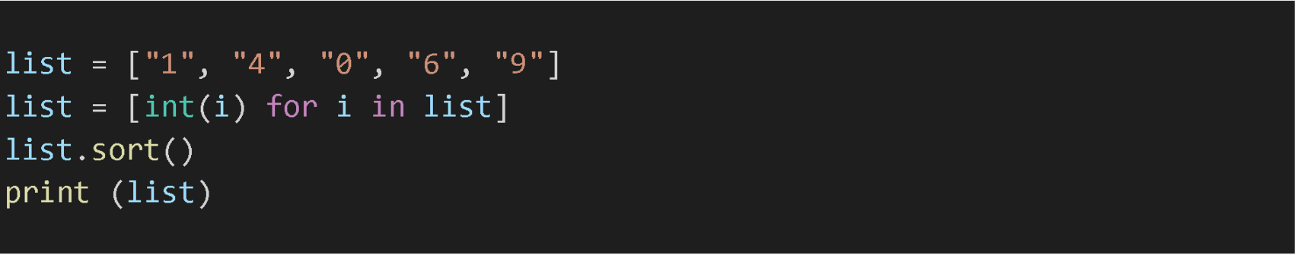 list = ["1", "4", "0", "6", "9"]
list = [int(i) for i in list]
list.sort()
print (list)